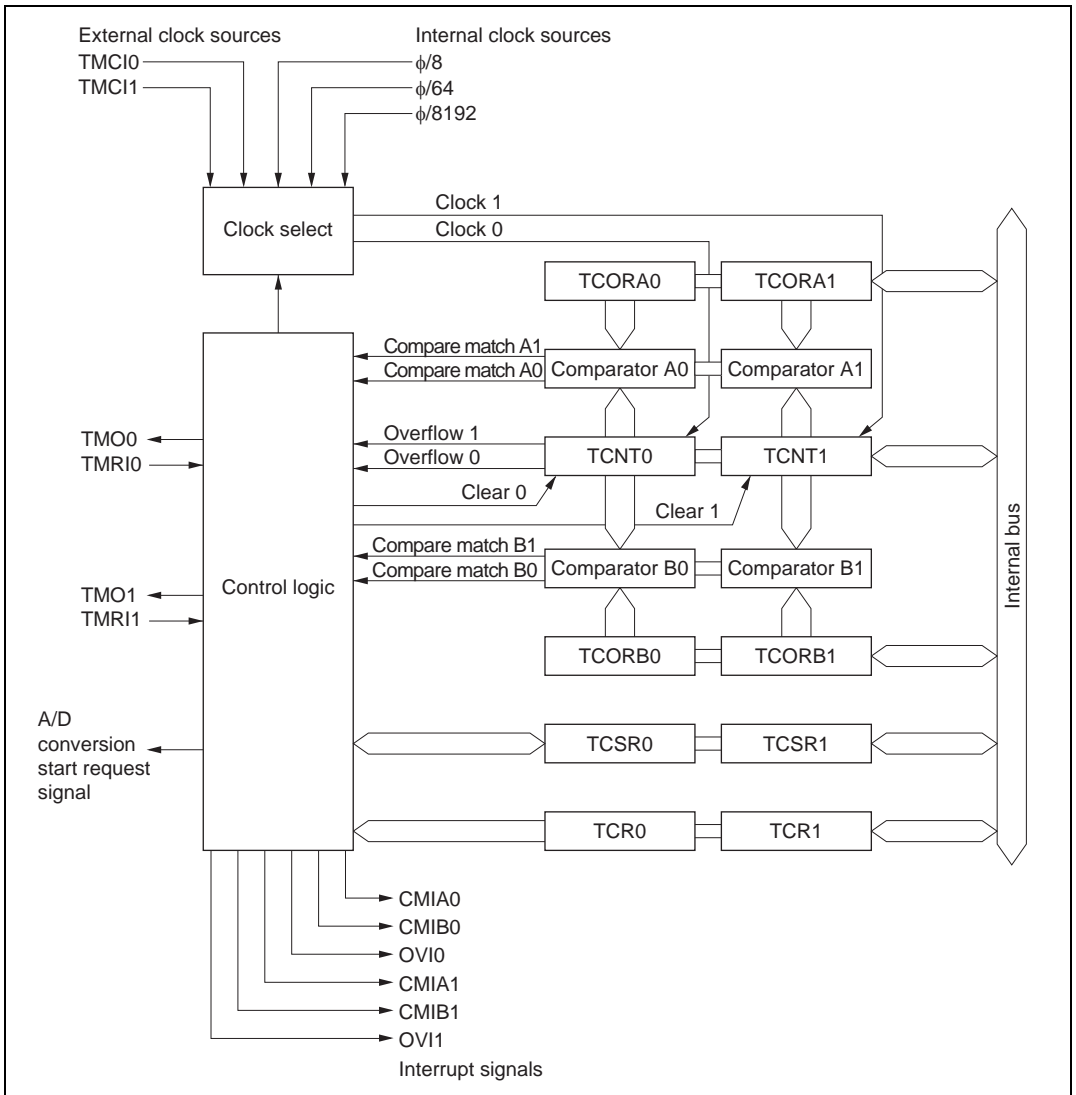 External clock sources
Internal clock sources
TMCI0
ϕ/8
TMCI1
ϕ/64
ϕ/8192
Clock select
Clock 1
Clock 0
TCORA0
TCORA1
Compare match A1
Compare match A0
Comparator A0
Comparator A1
TMO0
TMRI0
Overflow 1
Overflow 0
TCNT0
TCNT1
Clear 0
Clear 1
Internal bus
Compare match B1
Compare match B0
Comparator B0
Comparator B1
Control logic
TMO1
TMRI1
TCORB0
TCORB1
A/D
conversion
start request
signal
TCSR0
TCSR1
TCR0
TCR1
CMIA0
CMIB0
OVI0
CMIA1
CMIB1
OVI1
Interrupt signals